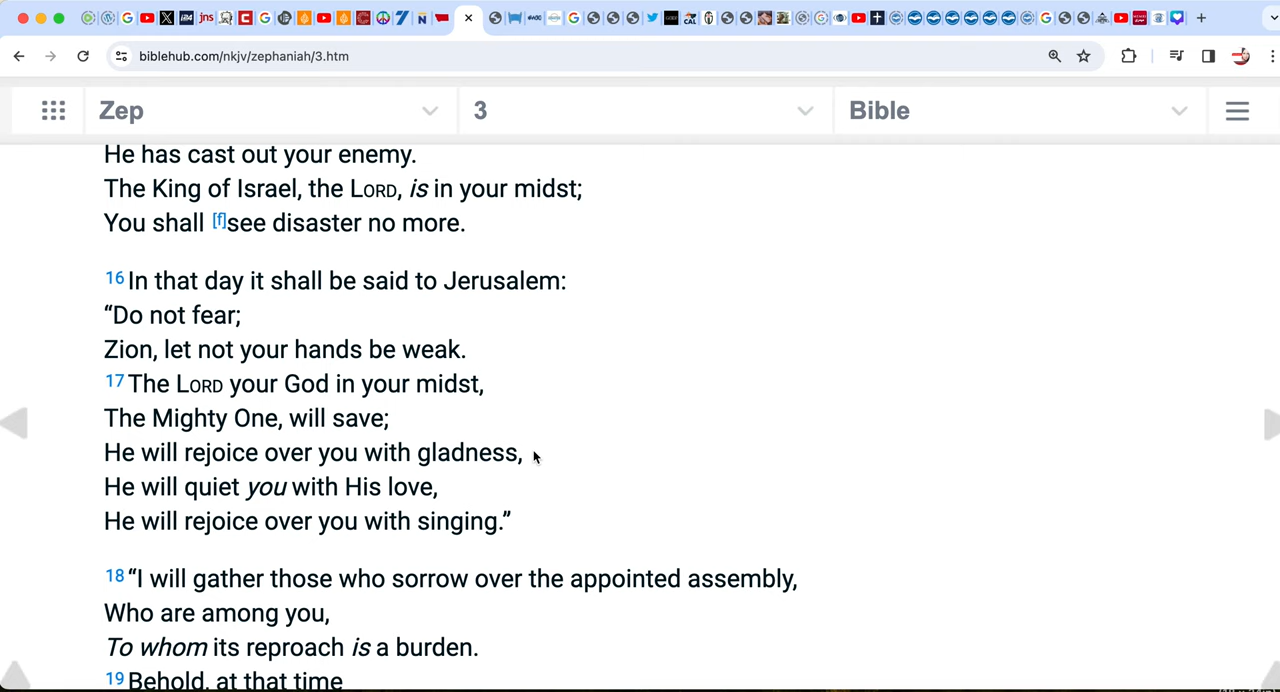 biblehub.com/nkjv/zephaniah/3.htm
Zep 3 Bible
He has cast out your enemy.
The King of Israel, the LORD, is in your midst;
You shall [f]see disaster no more.
16 In that day it shall be said to Jerusalem:
“Do not fear;
Zion, let not your hands be weak.
17 The LORD your God in your midst,
The Mighty One, will save;
He will rejoice over you with gladness,
He will quiet you with His love,
He will rejoice over you with singing.”
18 “I will gather those who sorrow over the appointed assembly,
Who are among you,
To whom its reproach is a burden.
19 Behold, at that time